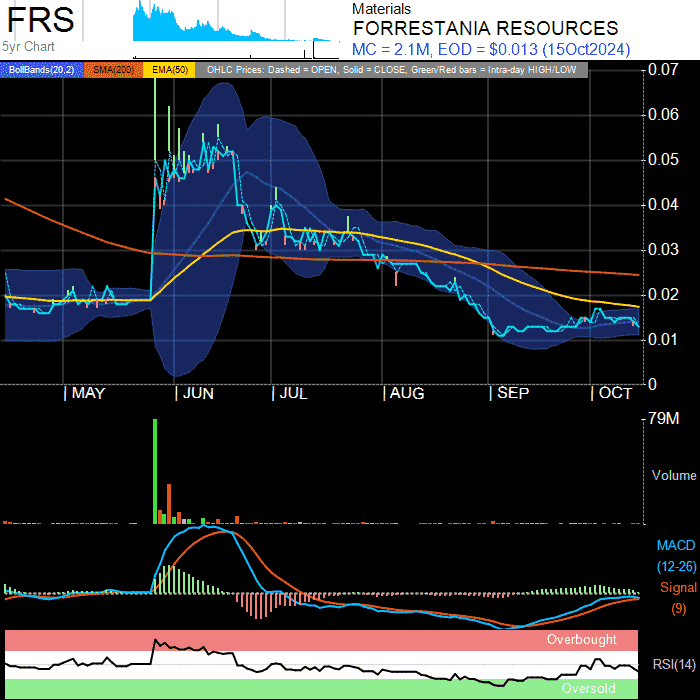 FRS
5yr Chart
Materials
FORRESTANIA RESOURCES
MC = 2.1M, EOD = $0.013 (15Oct2024)
BollBands(20,2) SMA(200) EMA(50) OHLC Prices: Dashed = OPEN, Solid = CLOSE, Green/Red bars = Intra-day HIGH/LOW
0.07
0.06
0.05
0.04
0.03
0.02
0.01
0
MAY JUN JUL AUG SEP OCT
79M
Volume
MACD
(12-26)
Signal
(9)
Overbought
RSI(14)
Oversold